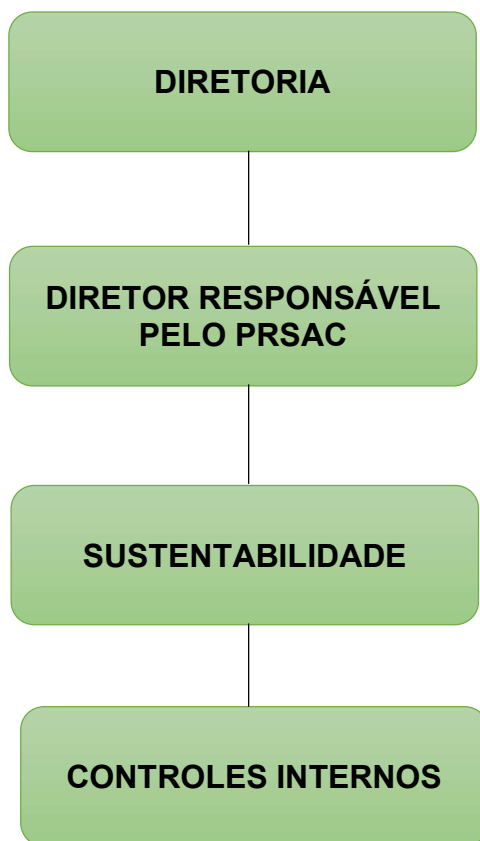 DIRETORIA
DIRETOR RESPONSÁVEL
PELO PRSAC
SUSTENTABILIDADE
CONTROLES INTERNOS